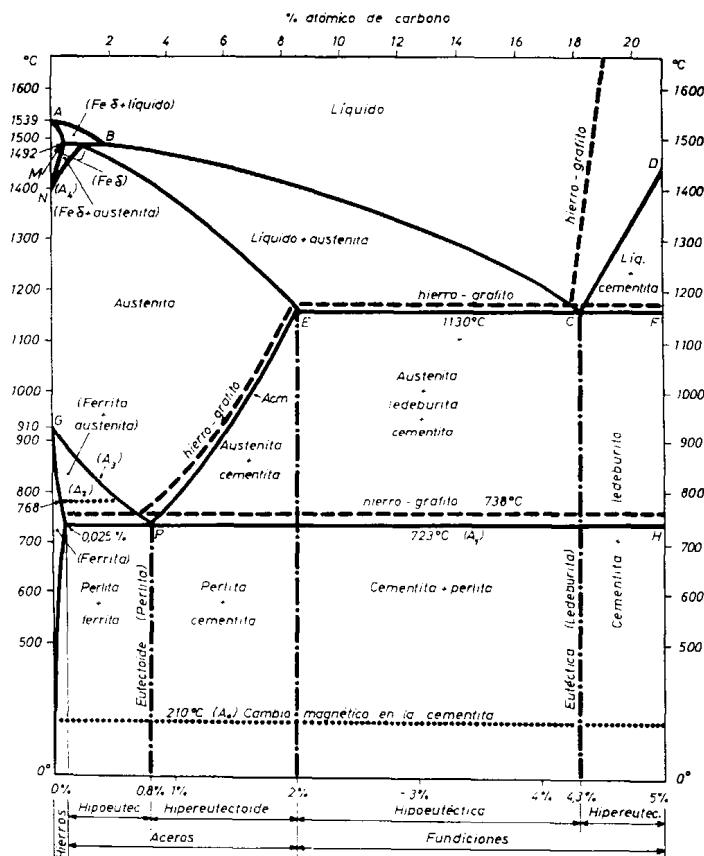 % atómico de carbono
0 2 4 6 8 10 12 14 16 18 20
°C
1600
1539
1500
1492
1400
1300
1200
1100
1000
910
900
800
768
700
600
500
0°
°C
1600
1500
1400
1300
1200
1100
1000
900
800
700
600
500
0°
A
(Fe δ + líquido)
B
M
(Fe δ)
N
(A₄)
(Fe δ + austenita)
Líquido
hierro - grafito
D
Líquido + austenita
Líq.
+
cementita
Austenita
hierro - grafito
E
1130°C
C
F
G
(Ferrita
+
austenita)
(A₃)
(A₂)
hierro-grafito
Acm
Austenita
+
cementita
Austenita
+
ledeburita
+
cementita
hierro-grafito 738°C
0,025 %
P
723°C (A₁)
H
(Ferrita)
Perlita
+
ferrita
Eutectoide (Perlita)
Perlita
+
cementita
Cementita + perlita
Eutéctica (Ledeburita)
Cementita + ledeburita
210°C (A₀) Cambio magnético en la cementita
0% 0.8% 1% 2% 3% 4% 4,3% 5%
Hierros
Hipoeutec. Hipereutectoide Hipoeutéctica Hipereutec.
Aceros Fundiciones